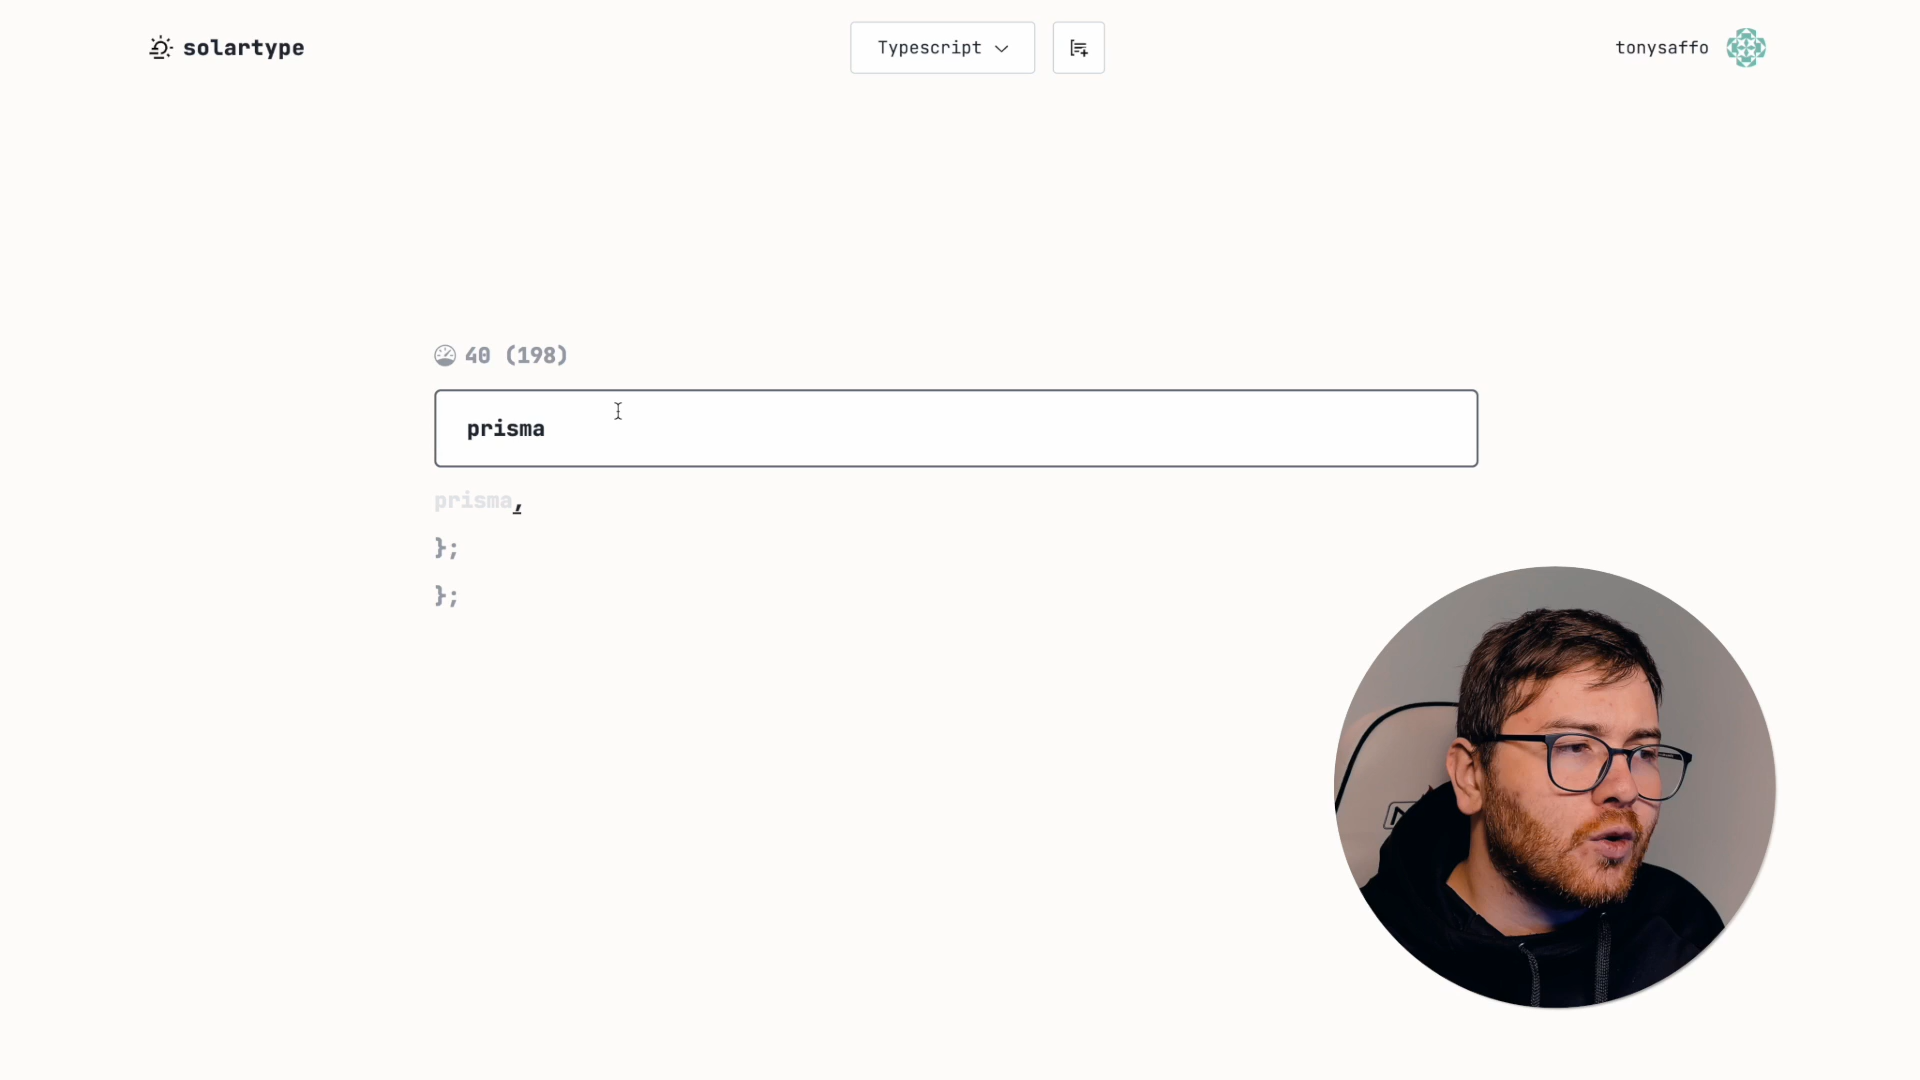 solartype
Typescript
tonysaffo
40 (198)
prisma
prisma,
};
};